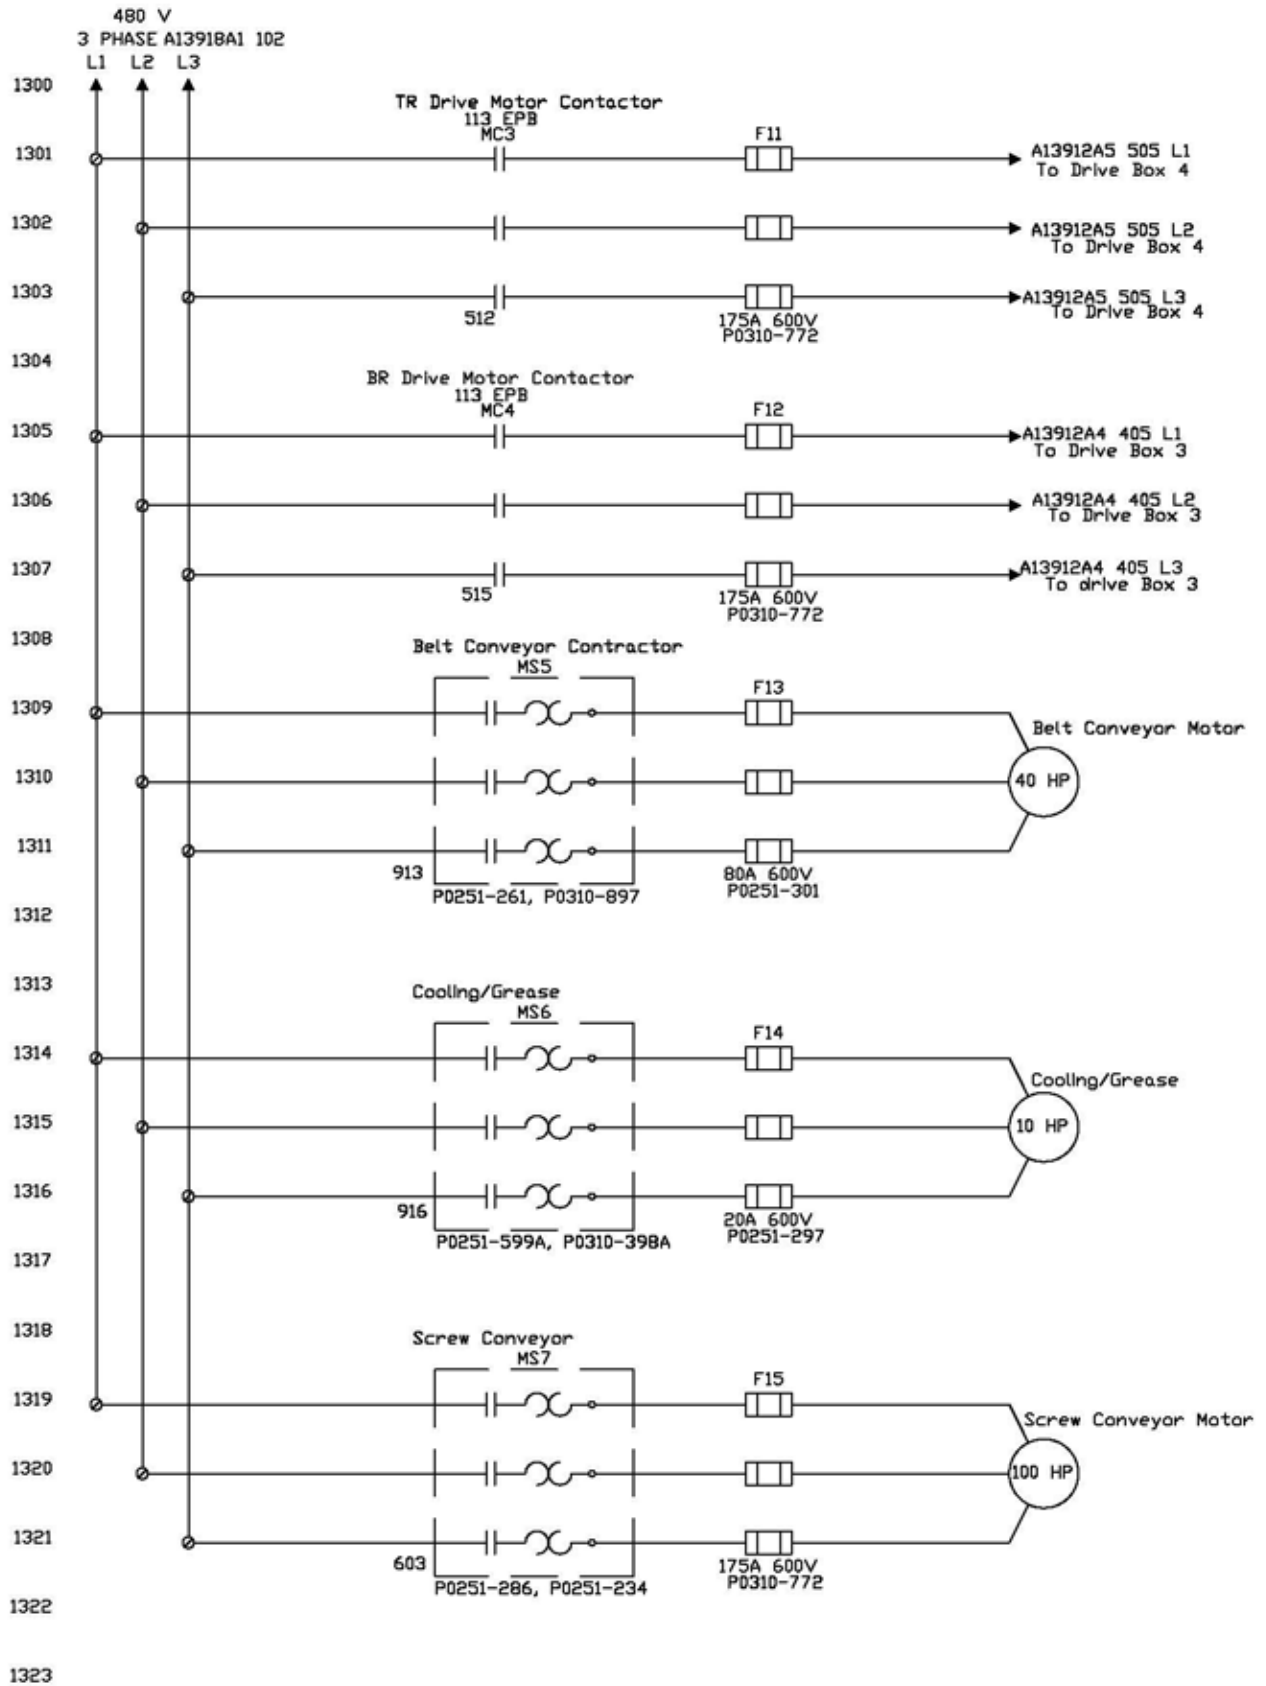 480 V
3 PHASE A13918A1 102
L1 L2 L3
1300
TR Drive Motor Contactor
113 EPB
MC3
F11
1301
A13912A5 505 L1
To Drive Box 4
1302
A13912A5 505 L2
To Drive Box 4
1303
A13912A5 505 L3
To Drive Box 4
512
175A 600V
P0310-772
1304
BR Drive Motor Contactor
113 EPB
MC4
F12
1305
A13912A4 405 L1
To Drive Box 3
1306
A13912A4 405 L2
To Drive Box 3
1307
A13912A4 405 L3
To drive Box 3
515
175A 600V
P0310-772
1308
Belt Conveyor Contractor
MS5
F13
1309
Belt Conveyor Motor
1310
40 HP
1311
913
80A 600V
P0251-261, P0310-897
P0251-301
1312
1313
Cooling/Grease
MS6
F14
1314
Cooling/Grease
1315
10 HP
1316
916
20A 600V
P0251-599A, P0310-398A
P0251-297
1317
1318
Screw Conveyor
MS7
F15
1319
Screw Conveyor Motor
1320
100 HP
1321
603
175A 600V
P0251-286, P0251-234
P0310-772
1322
1323